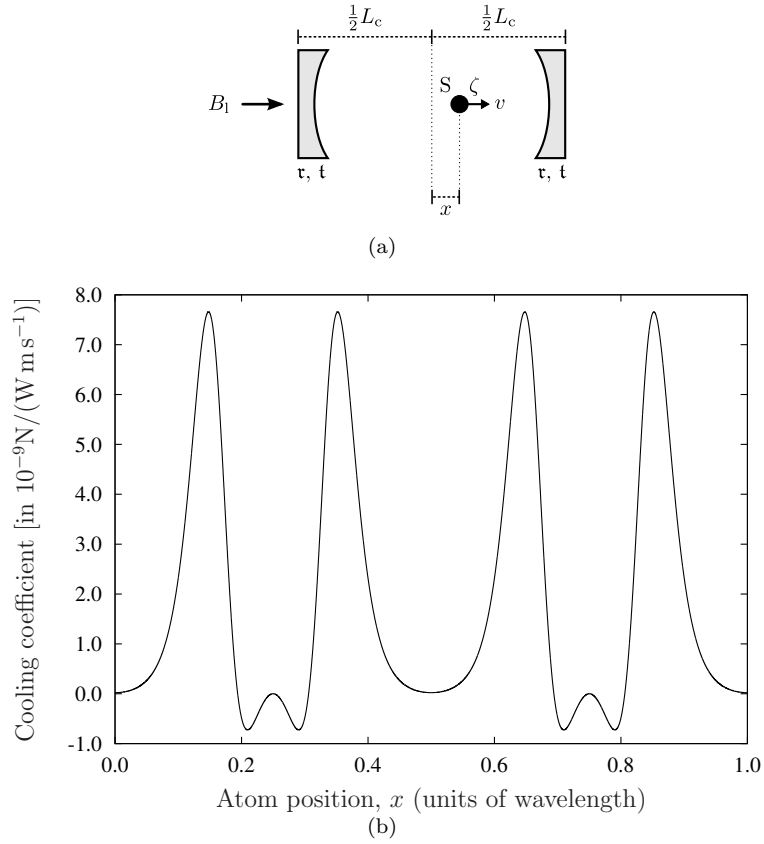 ½L_c ½L_c
B_l S ζ v
𝔯, 𝔱 𝔯, 𝔱
x
(a)
8.0
7.0
6.0
5.0
4.0
3.0
2.0
1.0
0.0
-1.0
Cooling coefficient [in 10⁻⁹N/(W m s⁻¹)]
0.0 0.2 0.4 0.6 0.8 1.0
Atom position, x (units of wavelength)
(b)